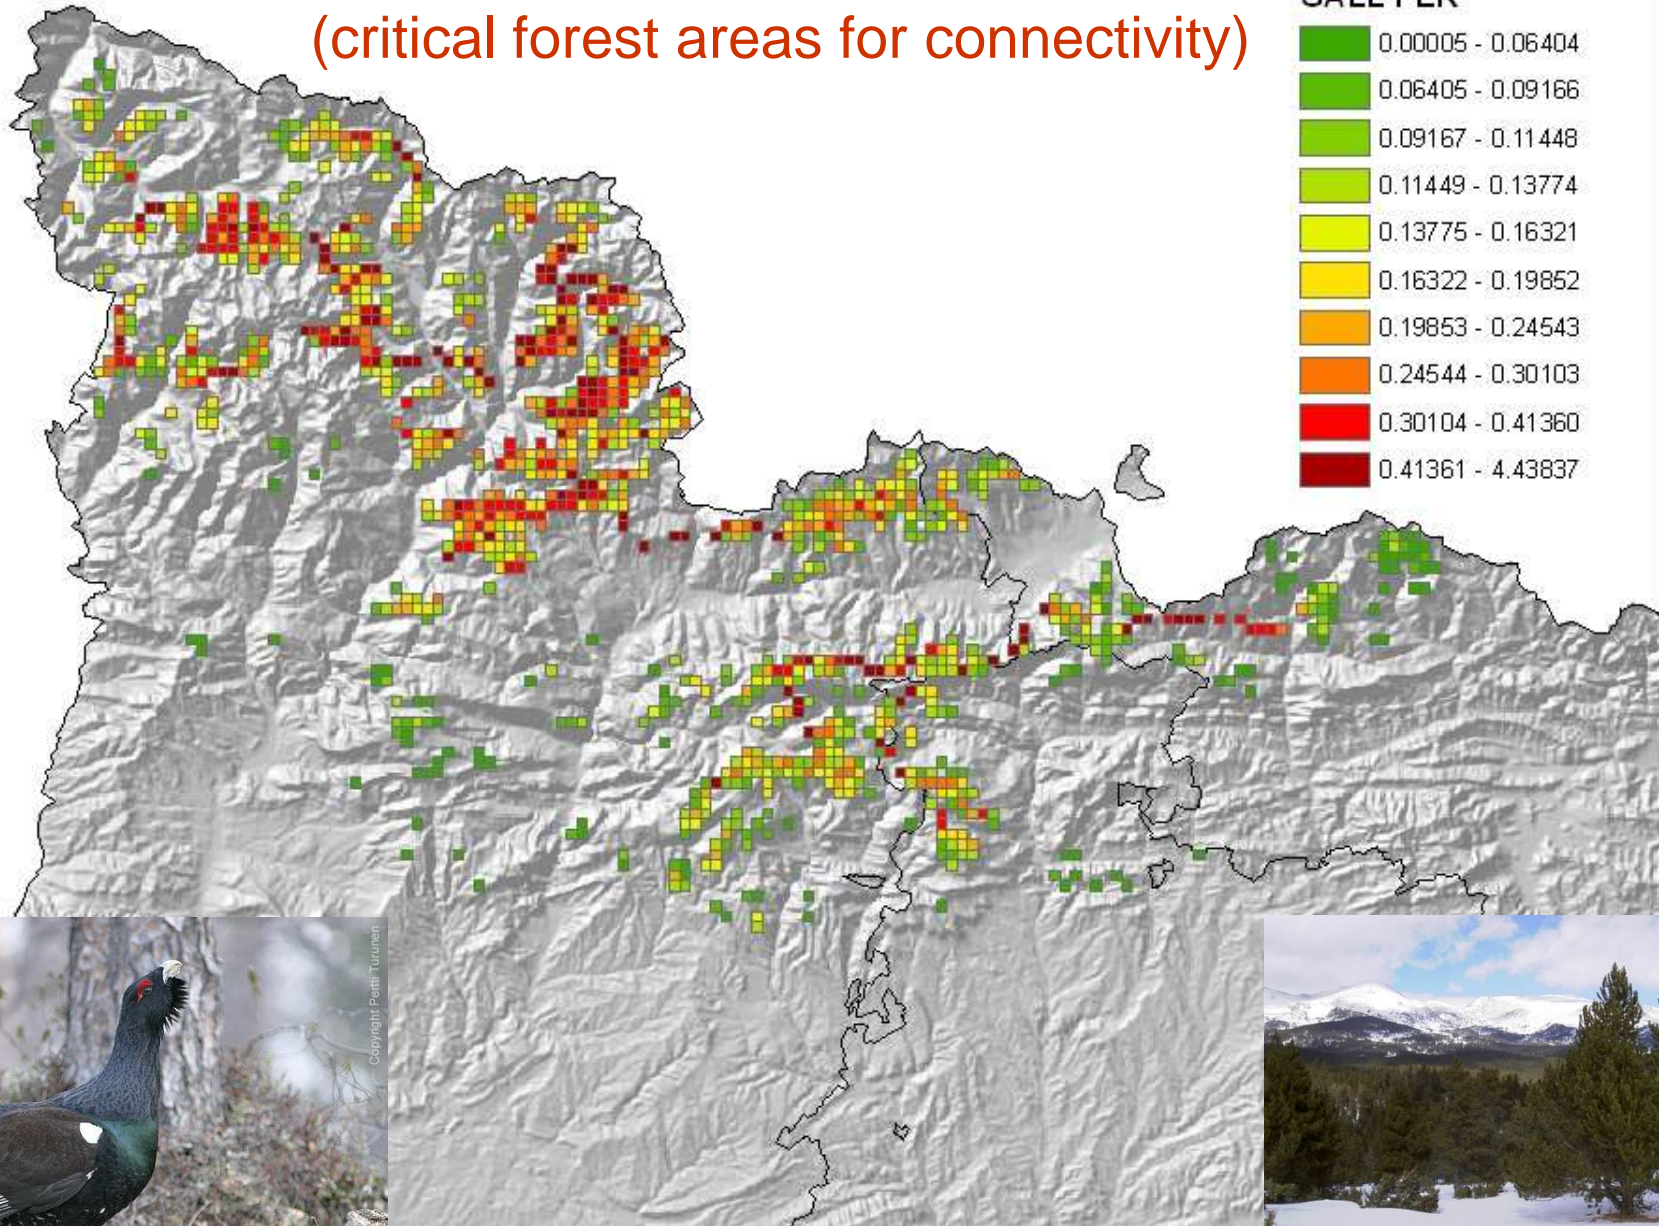 (critical forest areas for connectivity)
0.00005 - 0.06404
0.06405 - 0.09166
0.09167 - 0.11448
0.11449 - 0.13774
0.13775 - 0.16321
0.16322 - 0.19852
0.19853 - 0.24543
0.24544 - 0.30103
0.30104 - 0.41360
0.41361 - 4.43837
Copyright Pertti Turunen